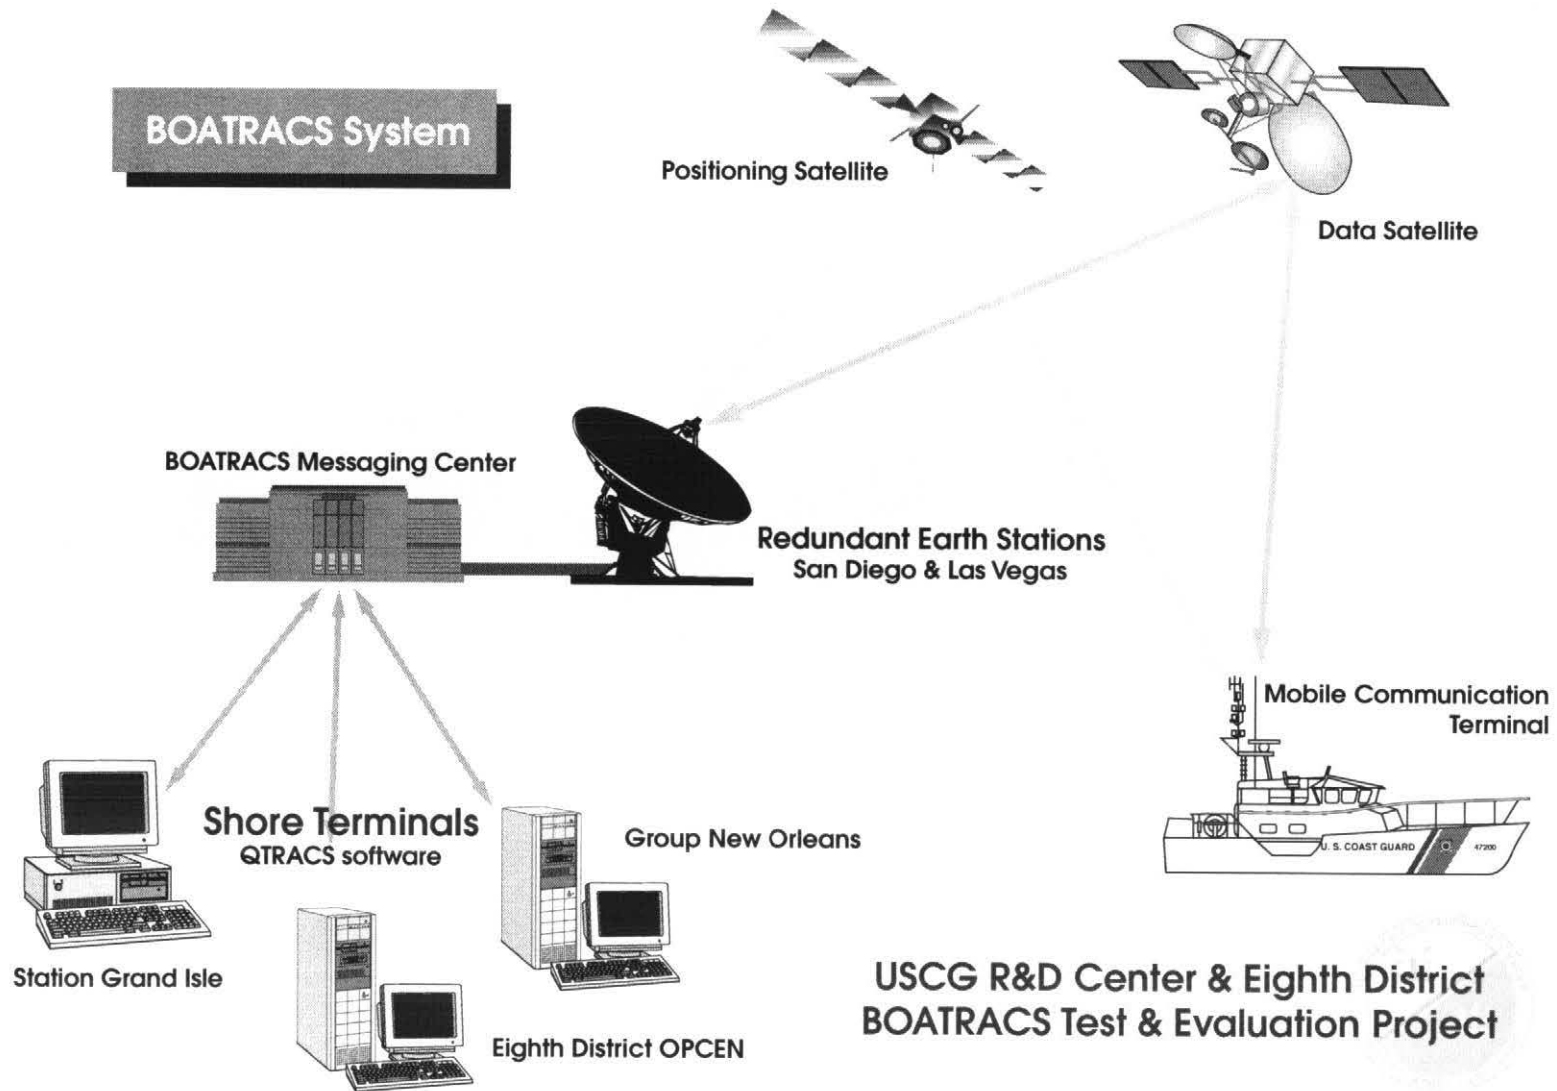 BOATRACS System
Positioning Satellite
Data Satellite
BOATRACS Messaging Center
Redundant Earth Stations
San Diego & Las Vegas
Mobile Communication
Terminal
Shore Terminals
QTRACS software
Group New Orleans
U. S. COAST GUARD
47200
Station Grand Isle
Eighth District OPCEN
USCG R&D Center & Eighth District
BOATRACS Test & Evaluation Project